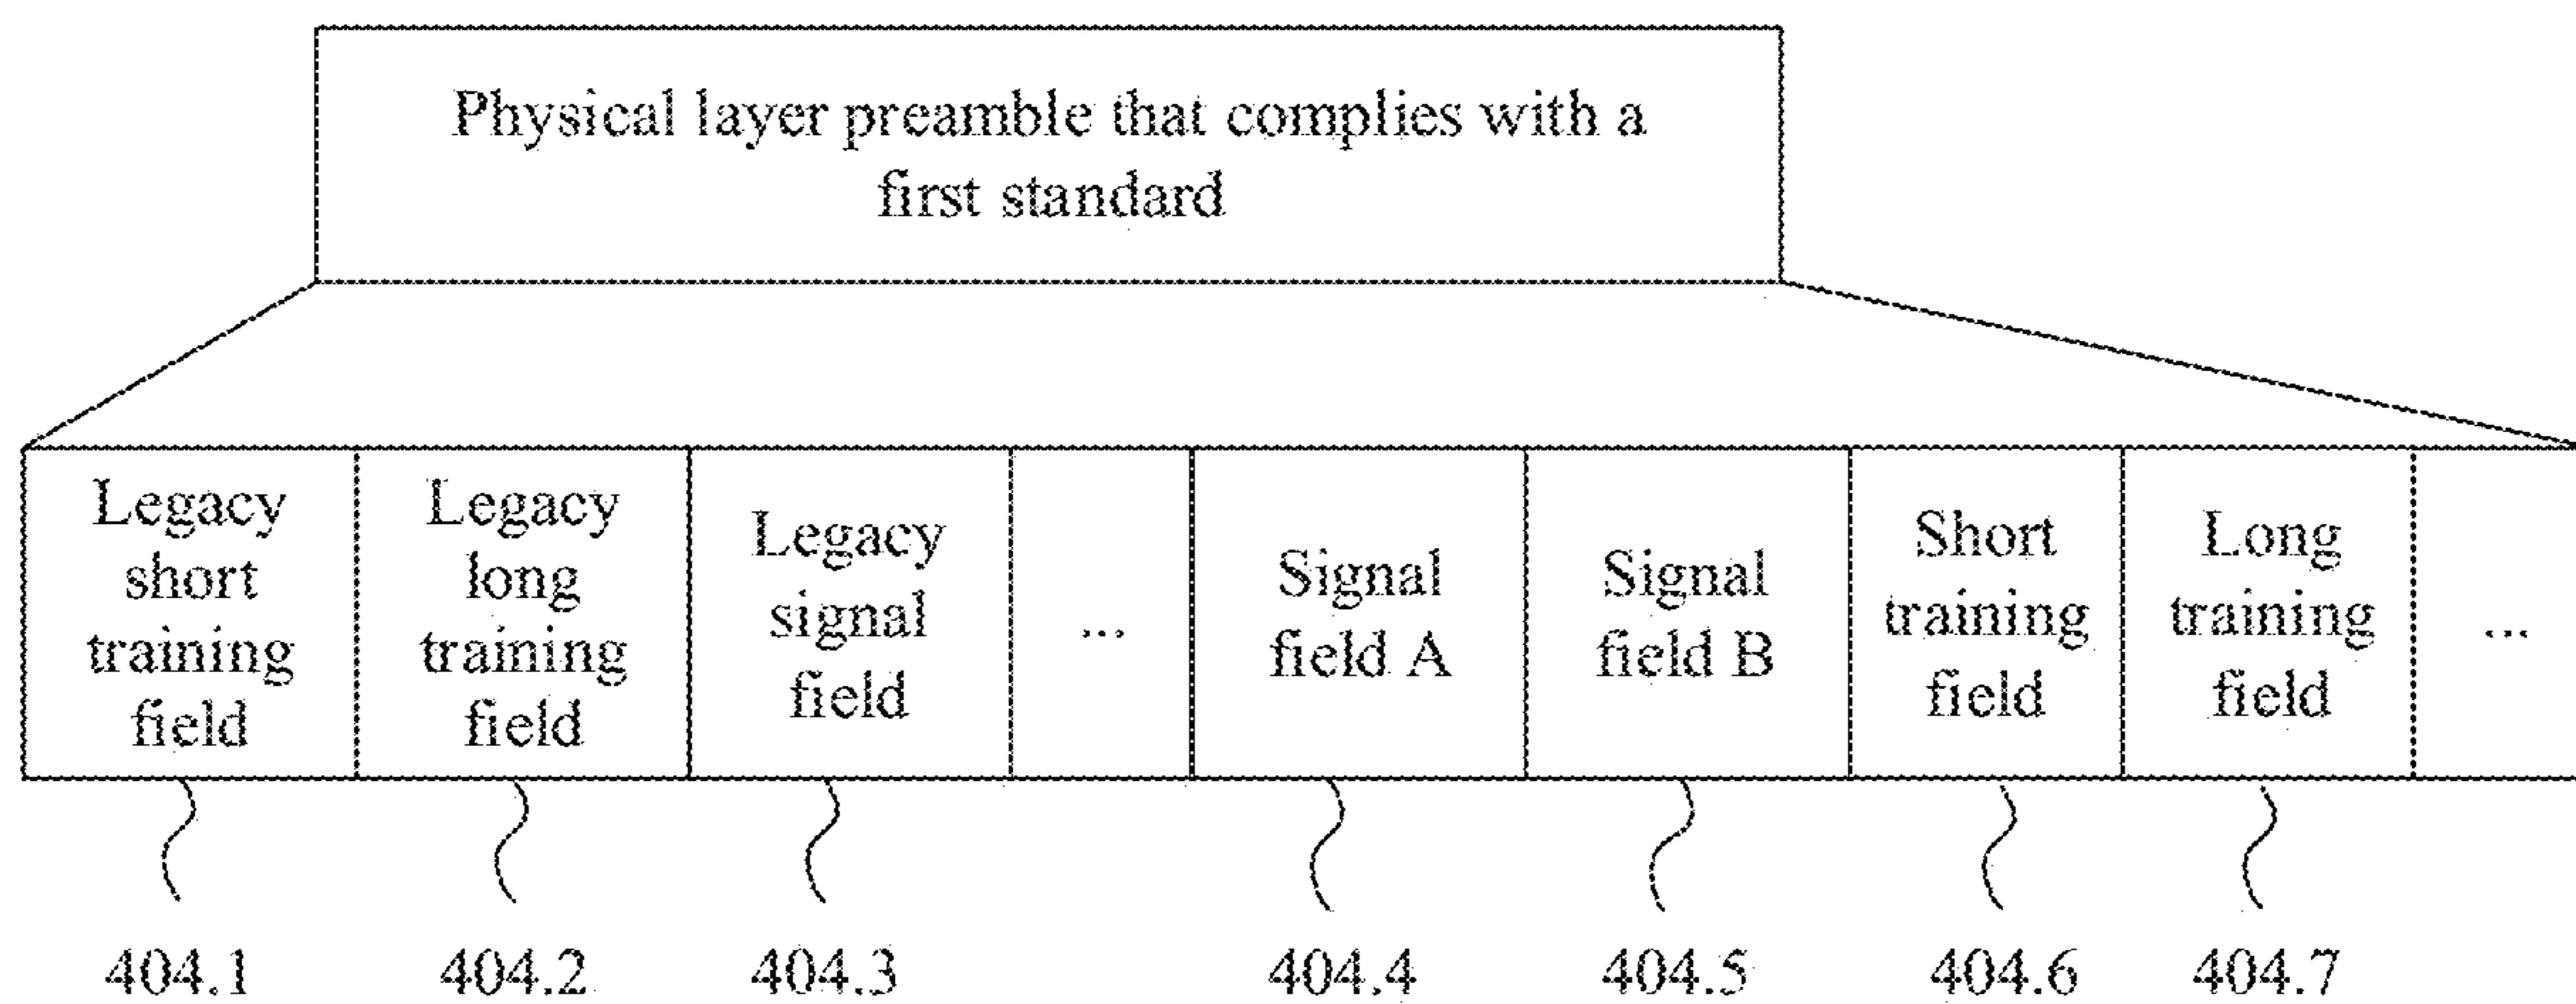 Physical layer preamble that complies with a
first standard
Legacy
short
training
field
Legacy
long
training
field
Legacy
signal
field
...
Signal
field A
Signal
field B
Short
training
field
Long
training
field
...
404.1
404.2
404.3
404.4
404.5
404.6
404.7